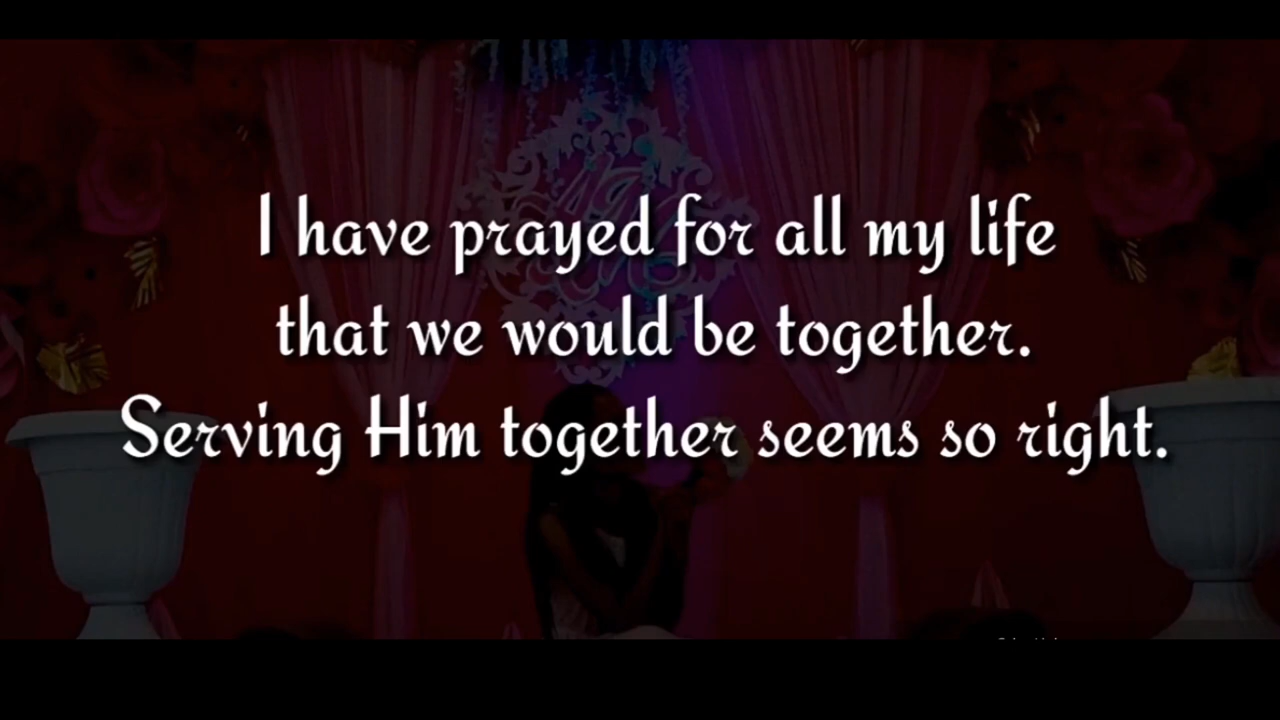 I have prayed for all my life
that we would be together.
Serving Him together seems so right.